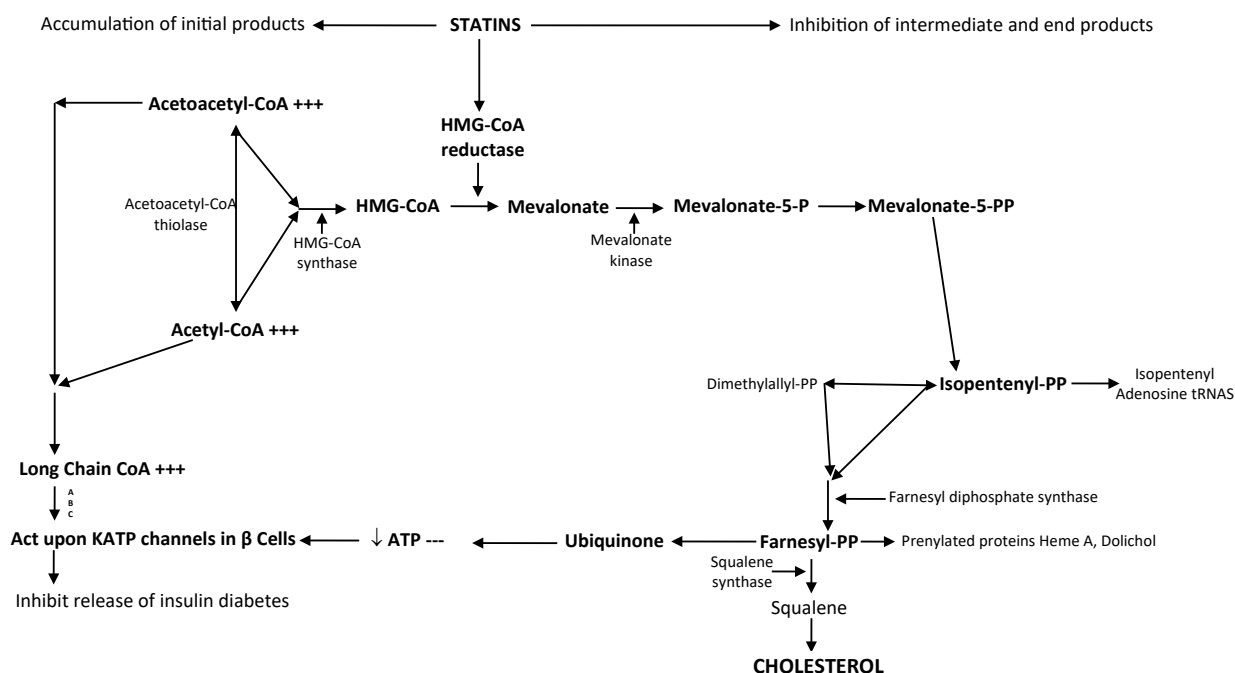 Accumulation of initial products
STATINS
Inhibition of intermediate and end products
Acetoacetyl-CoA +++
HMG-CoA
reductase
Acetoacetyl-CoA
thiolase
HMG-CoA
Mevalonate
Mevalonate-5-P
Mevalonate-5-PP
HMG-CoA
synthase
Mevalonate
kinase
Acetyl-CoA +++
Dimethylallyl-PP
Isopentenyl-PP
Isopentenyl
Adenosine tRNAS
Long Chain CoA +++
A
B
C
Farnesyl diphosphate synthase
Act upon KATP channels in β Cells
↓ ATP ---
Ubiquinone
Farnesyl-PP
Prenylated proteins Heme A, Dolichol
Squalene
synthase
Inhibit release of insulin diabetes
Squalene
CHOLESTEROL